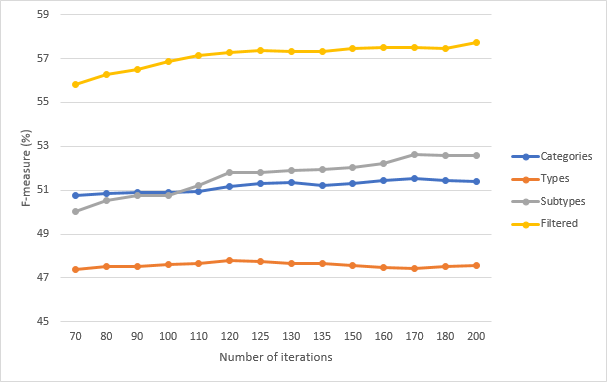 59
57
55
53
51
49
47
45
F-measure (%)
70 80 90 100 110 120 125 130 135 150 160 170 180 200
Number of iterations
Categories
Types
Subtypes
Filtered